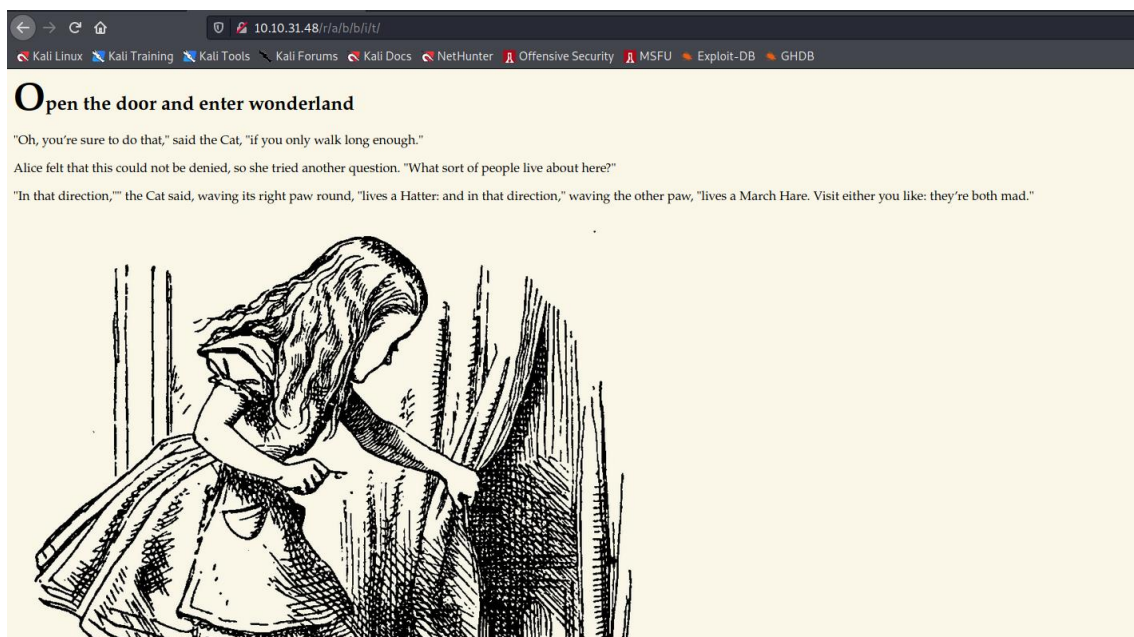 10.10.31.48/r/a/b/b/i/t/
Kali Linux Kali Training Kali Tools Kali Forums Kali Docs NetHunter Offensive Security MSFU Exploit-DB GHDB
Open the door and enter wonderland
"Oh, you’re sure to do that," said the Cat, "if you only walk long enough."
Alice felt that this could not be denied, so she tried another question. "What sort of people live about here?"
"In that direction,"" the Cat said, waving its right paw round, "lives a Hatter: and in that direction," waving the other paw, "lives a March Hare. Visit either you like: they’re both mad."